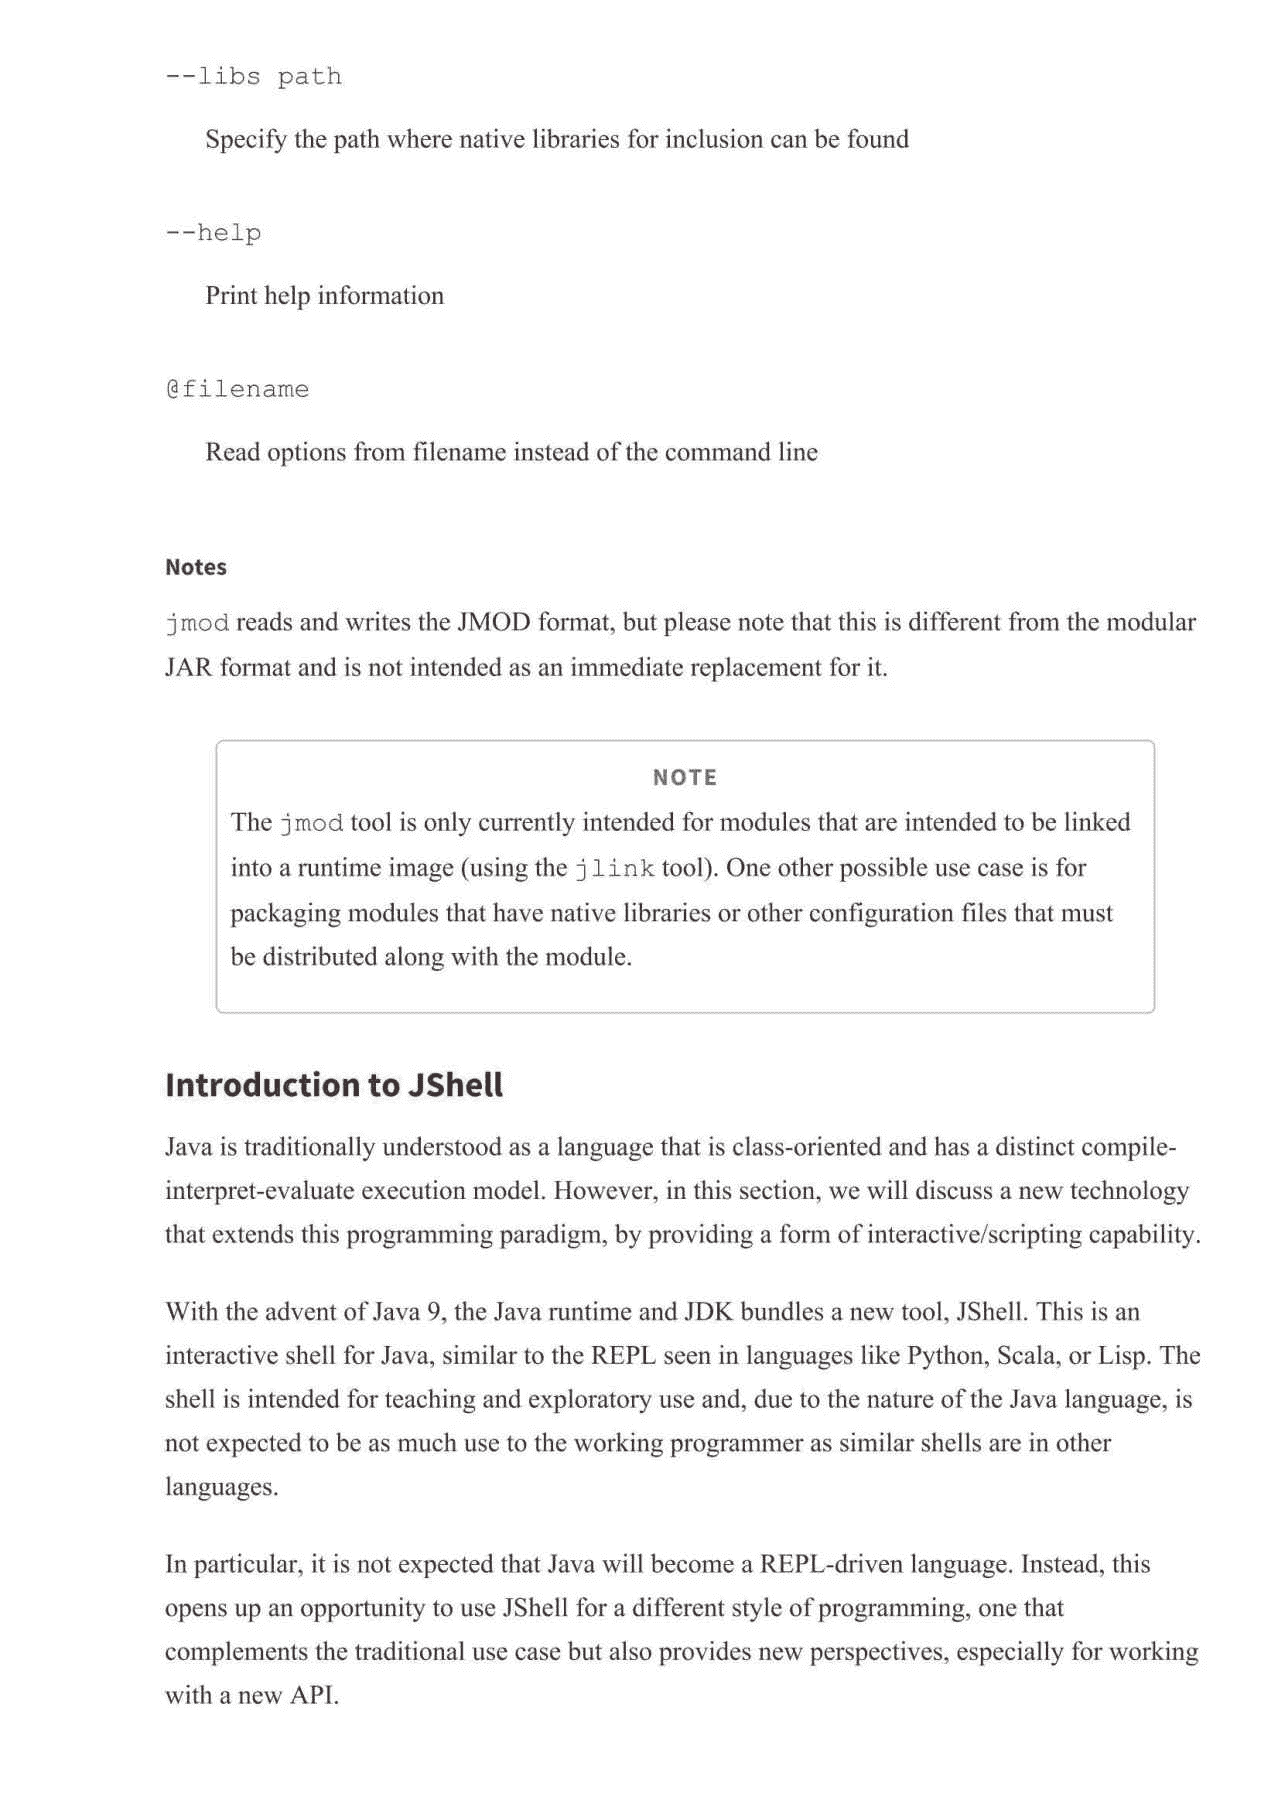 --libs path
Specify the path where native libraries for inclusion can be found
--help
Print help information
@filename
Read options from filename instead of the command line
Notes
jmod reads and writes the JMOD format, but please note that this is different from the modular
JAR format and is not intended as an immediate replacement for it.
NOTE
The jmod tool is only currently intended for modules that are intended to be linked
into a runtime image (using the jlink tool). One other possible use case is for
packaging modules that have native libraries or other configuration files that must
be distributed along with the module.
Introduction to JShell
Java is traditionally understood as a language that is class-oriented and has a distinct compile-
interpret-evaluate execution model. However, in this section, we will discuss a new technology
that extends this programming paradigm, by providing a form of interactive/scripting capability.
With the advent of Java 9, the Java runtime and JDK bundles a new tool, JShell. This is an
interactive shell for Java, similar to the REPL seen in languages like Python, Scala, or Lisp. The
shell is intended for teaching and exploratory use and, due to the nature of the Java language, is
not expected to be as much use to the working programmer as similar shells are in other
languages.
In particular, it is not expected that Java will become a REPL-driven language. Instead, this
opens up an opportunity to use JShell for a different style of programming, one that
complements the traditional use case but also provides new perspectives, especially for working
with a new API.